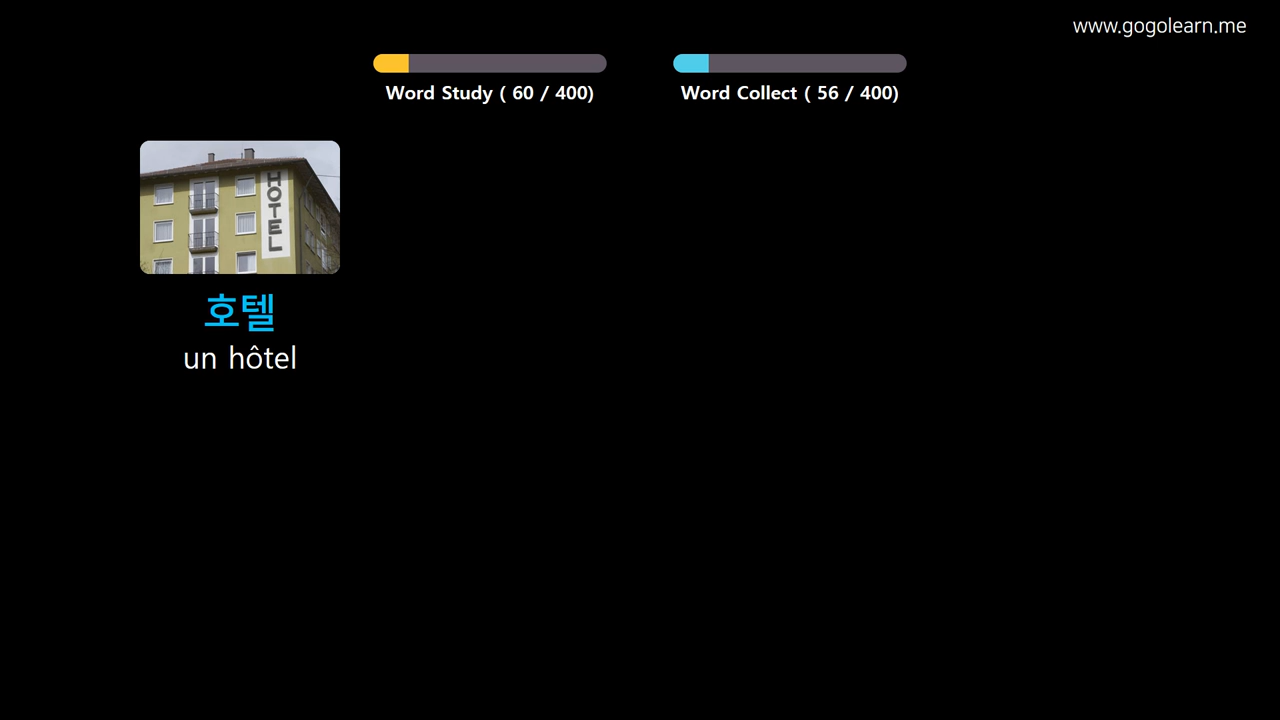 www.gogolearn.me
Word Study ( 60 / 400)
Word Collect ( 56 / 400)
HOTEL
호텔
un hôtel